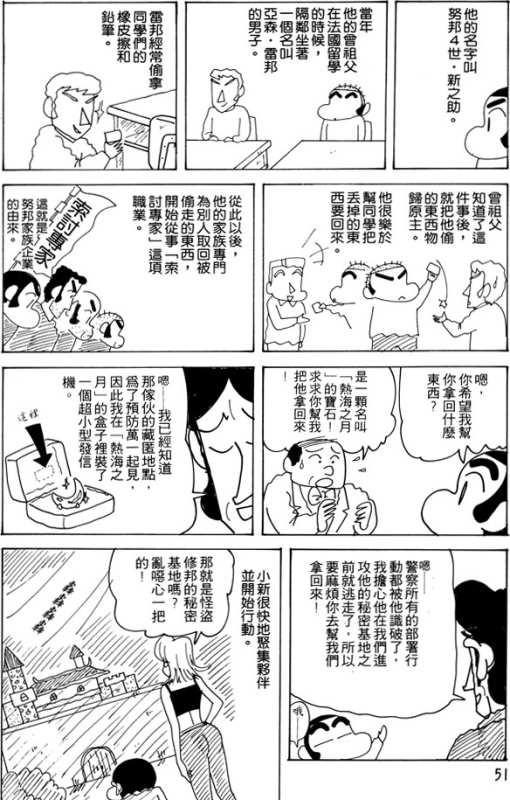 他的名字叫
努邦4世．新之助。
當年
他的曾祖父
在法國留學
的時候，
隔鄰坐著
一個名叫
亞森．雷邦
的男子。
雷邦經常偷拿
同學們的
橡皮擦和
鉛筆。
曾祖父
知道了這
件事後，
就把他偷
的東西物
歸原主。
他很樂於
幫同學把
丟掉的東
西要回來。
從此以後，
他的家族專門
為別人取回被
偷走的東西，
開始從事「索
討專家」這項
職業。
索討專家
這就是
努邦家族企業
的由來。
嗯，
你希望我幫
你拿回什麼
東西？
是一顆名叫
「熱海之月
」的寶石！
求求你幫我
把他拿回來
！
嗯……我已經知道
那傢伙的藏匿地點，
為了預防萬一起見，
因此我在「熱海之
月」的盒子裡裝了
一個超小型發信
機。
這裡
嗯……
警察所有的部署行
動都被他識破了，
我擔心他在我們進
攻他的秘密基地之
前就逃走了，所以
要麻煩你去幫我們
拿回來！
哦
小新很快地聚集夥伴
並開始行動。
那就是怪盜
修邦的秘密
基地嗎？
亂噁心一把
的！
51